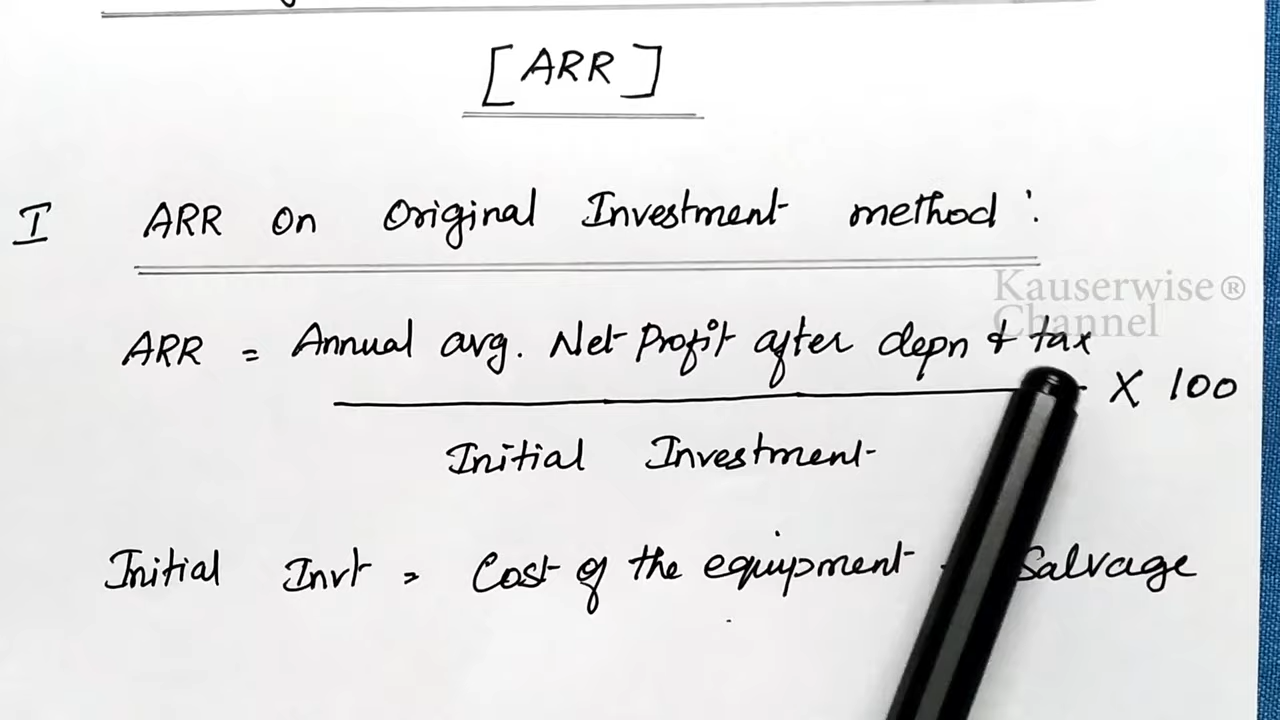 [ARR]
I ARR on Original Investment method :
Kauserwise®
Channel
ARR = Annual avg. Net Profit after depn & tax
X 100
Initial Investment
Initial Invt = Cost of the equipment - Salvage